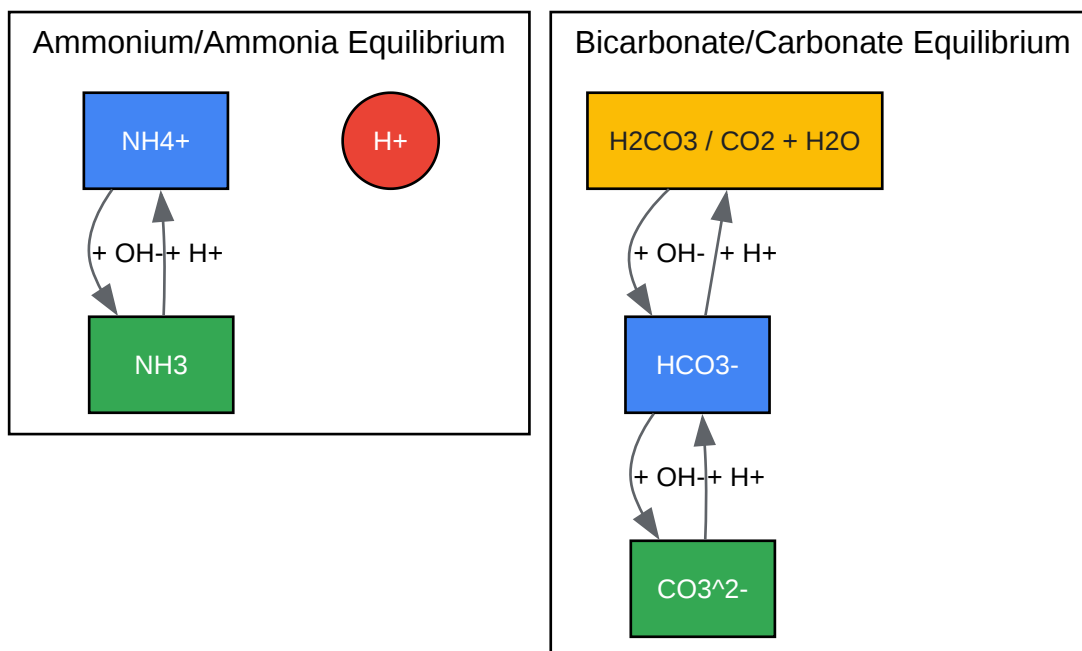 Ammonium/Ammonia Equilibrium
NH4+
H+
+ OH-
+ H+
NH3
Bicarbonate/Carbonate Equilibrium
H2CO3 / CO2 + H2O
+ OH-
+ H+
HCO3-
+ OH-
+ H+
CO3^2-